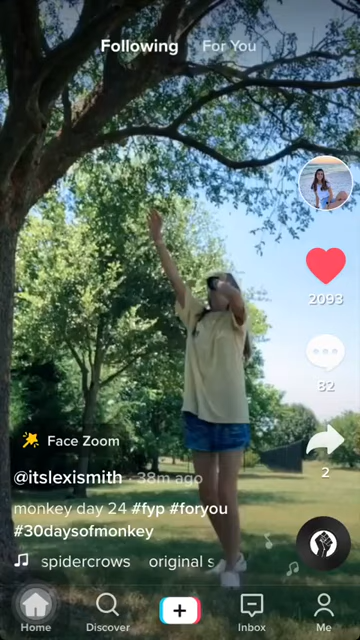 Following For You
2093
82
Face Zoom
@itslexismith · 38m ago
2
monkey day 24 #fyp #foryou
#30daysofmonkey
spidercrows original s
Home Discover Inbox Me